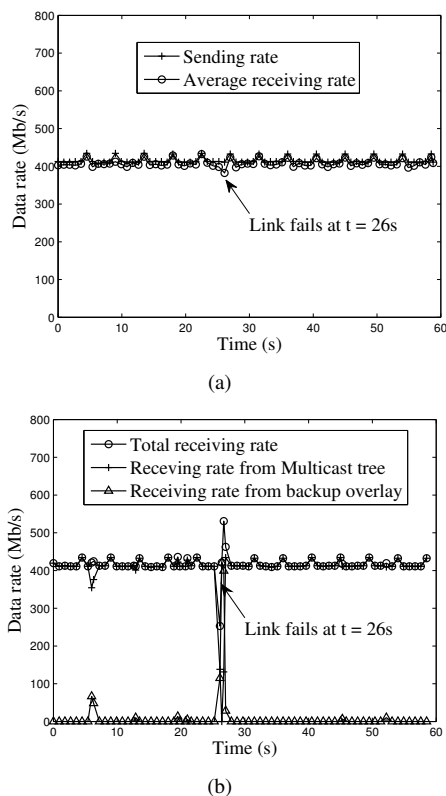 800
700
600
500
400
300
200
100
0
Data rate (Mb/s)
Sending rate
Average receiving rate
Link fails at t = 26s
0 10 20 30 40 50 60
Time (s)
(a)
800
700
600
500
400
300
200
100
0
Data rate (Mb/s)
Total receiving rate
Receving rate from Multicast tree
Receiving rate from backup overlay
Link fails at t = 26s
0 10 20 30 40 50 60
Time (s)
(b)